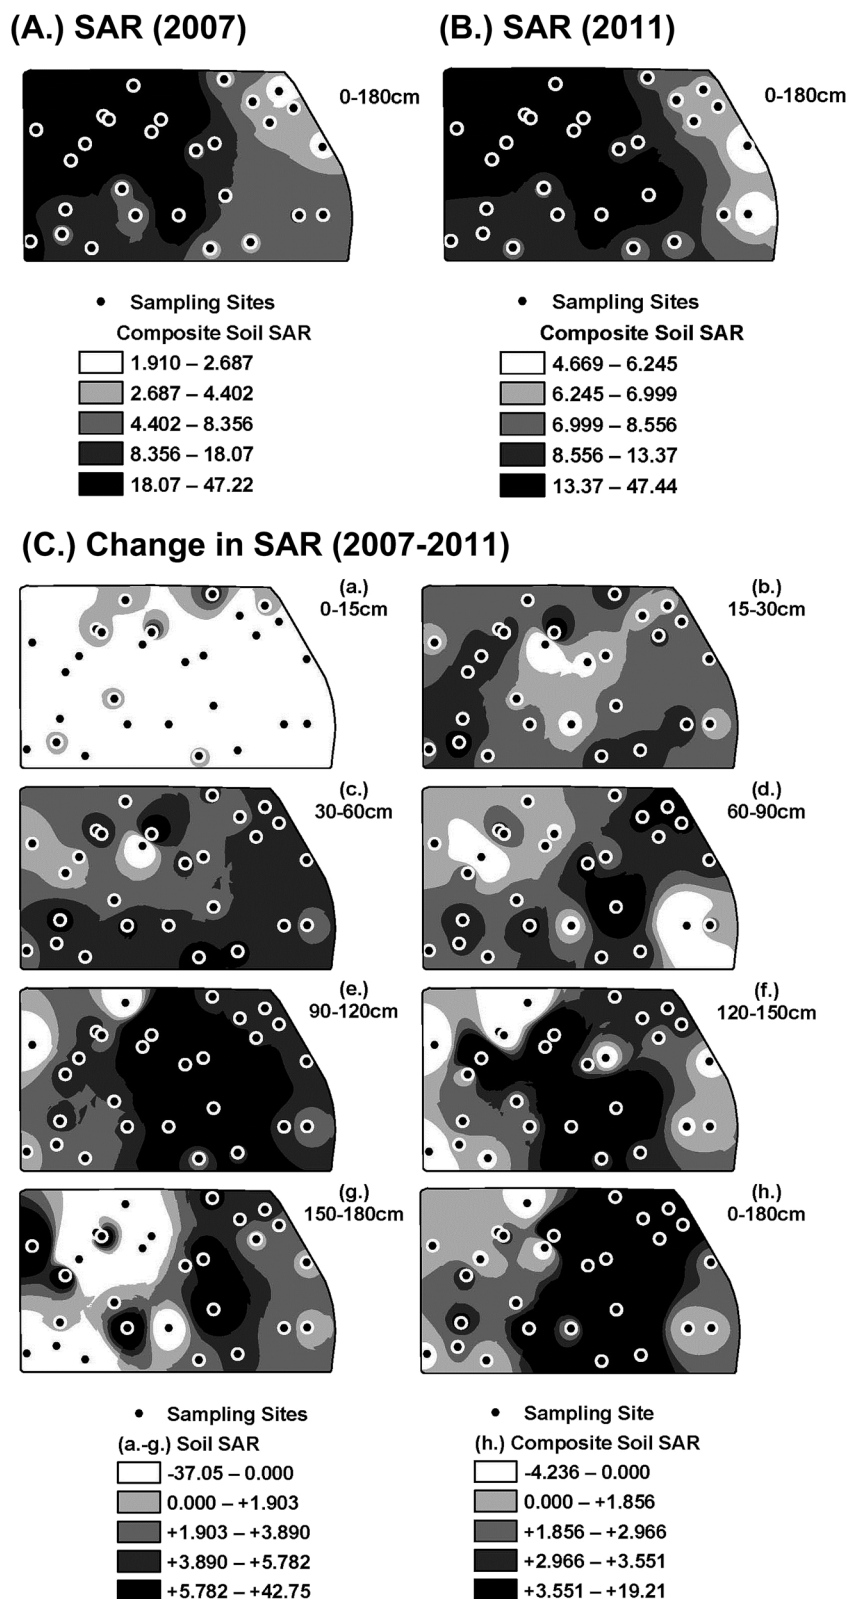 (A.) SAR (2007)
(B.) SAR (2011)
0-180cm
0-180cm
Sampling Sites
Composite Soil SAR
1.910 – 2.687
2.687 – 4.402
4.402 – 8.356
8.356 – 18.07
18.07 – 47.22
Sampling Sites
Composite Soil SAR
4.669 – 6.245
6.245 – 6.999
6.999 – 8.556
8.556 – 13.37
13.37 – 47.44
(C.) Change in SAR (2007-2011)
(a.)
0-15cm
(b.)
15-30cm
(c.)
30-60cm
(d.)
60-90cm
(e.)
90-120cm
(f.)
120-150cm
(g.)
150-180cm
(h.)
0-180cm
Sampling Sites
(a.-g.) Soil SAR
-37.05 – 0.000
0.000 – +1.903
+1.903 – +3.890
+3.890 – +5.782
+5.782 – +42.75
Sampling Site
(h.) Composite Soil SAR
-4.236 – 0.000
0.000 – +1.856
+1.856 – +2.966
+2.966 – +3.551
+3.551 – +19.21